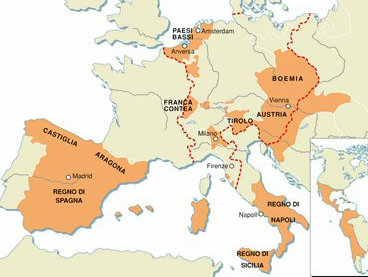 PAESI
BASSI
Amsterdam
Anversa
BOEMIA
FRANCA
CONTEA
Vienna
AUSTRIA
TIROLO
Milano
CASTIGLIA
ARAGONA
Firenze
Madrid
REGNO DI
SPAGNA
REGNO DI
NAPOLI
Napoli
REGNO DI
SICILIA